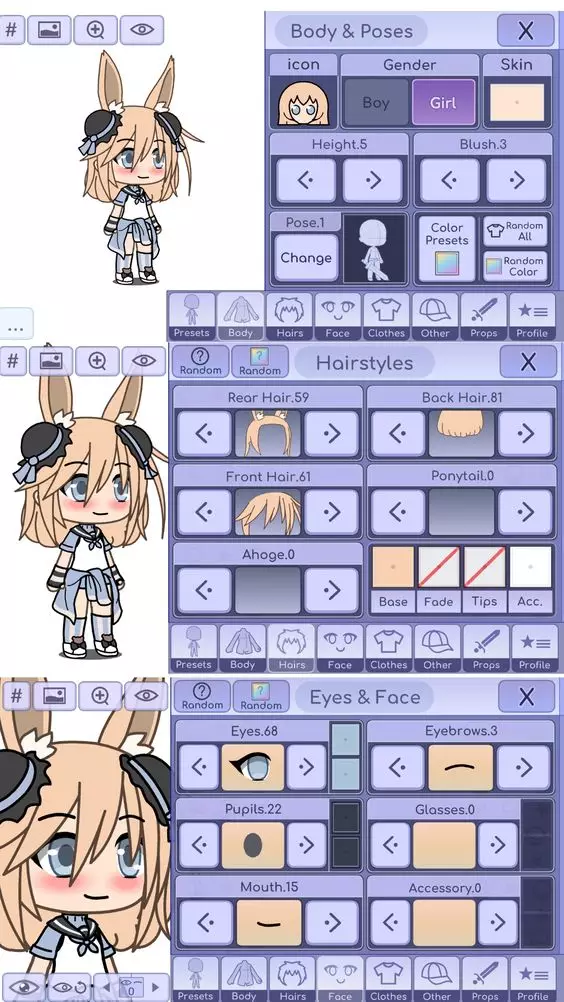 #
Body & Poses
X
icon
Gender
Skin
Boy
Girl
Height.5
Blush.3
Pose.1
Change
Color
Presets
Random
All
Random
Color
...
Presets
Body
Hairs
Face
Clothes
Other
Props
Profile
#
?
Random
?
Random
Hairstyles
X
Rear Hair.59
Back Hair.81
Front Hair.61
Ponytail.0
Ahoge.0
Base
Fade
Tips
Acc.
Presets
Body
Hairs
Face
Clothes
Other
Props
Profile
#
?
Random
?
Random
Eyes & Face
X
Eyes.68
Eyebrows.3
Pupils.22
Glasses.0
Mouth.15
Accessory.0
0
Presets
Body
Hairs
Face
Clothes
Other
Props
Profile